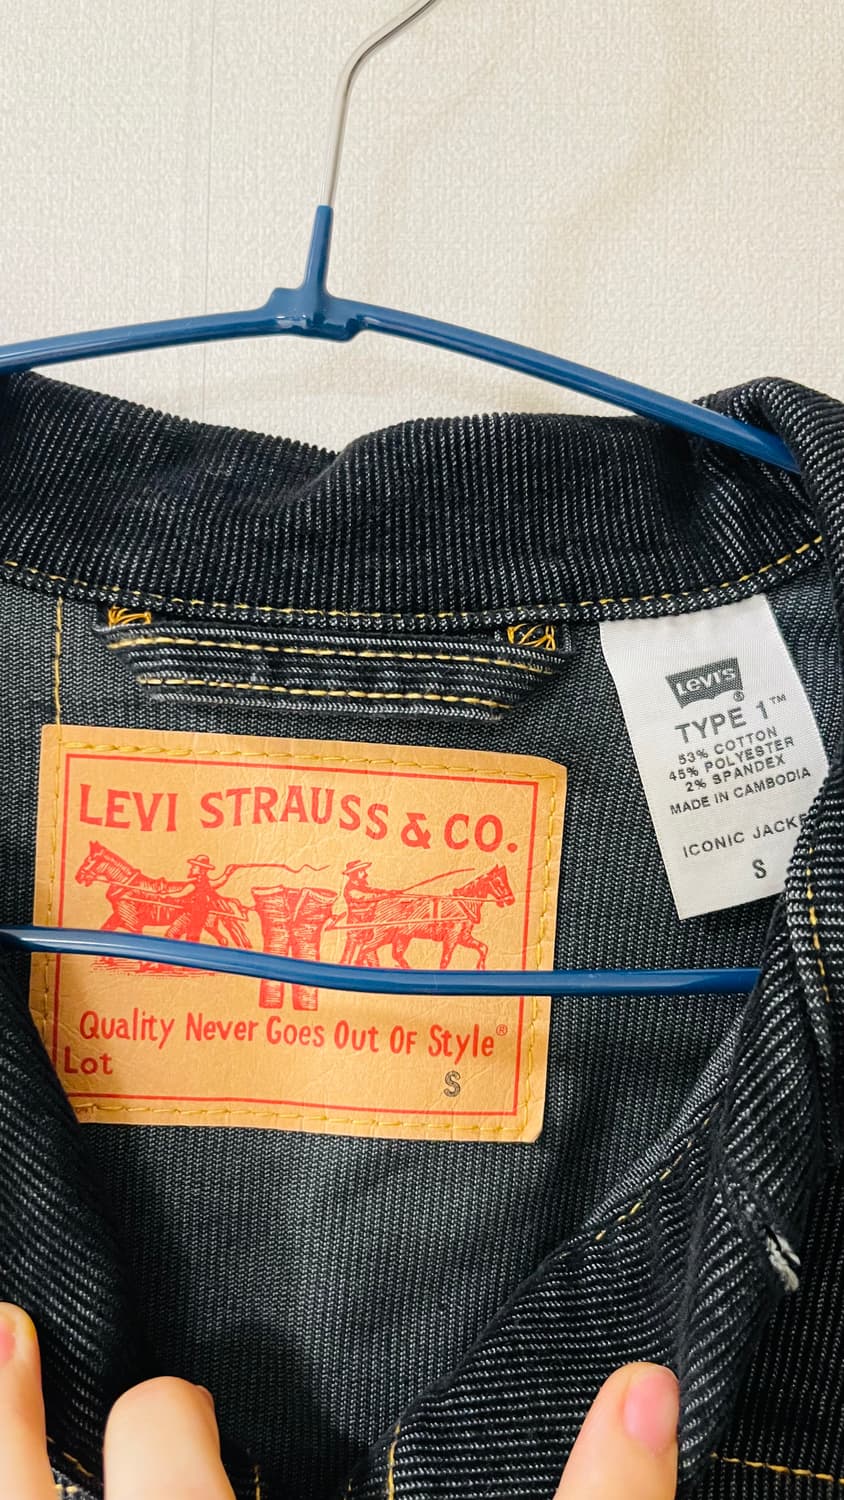 LEVI STRAUSS & CO.
Quality Never Goes Out Of Style®
Lot
S
Levi's®
TYPE 1™
53% COTTON
45% POLYESTER
2% SPANDEX
MADE IN CAMBODIA
ICONIC JACKE
S